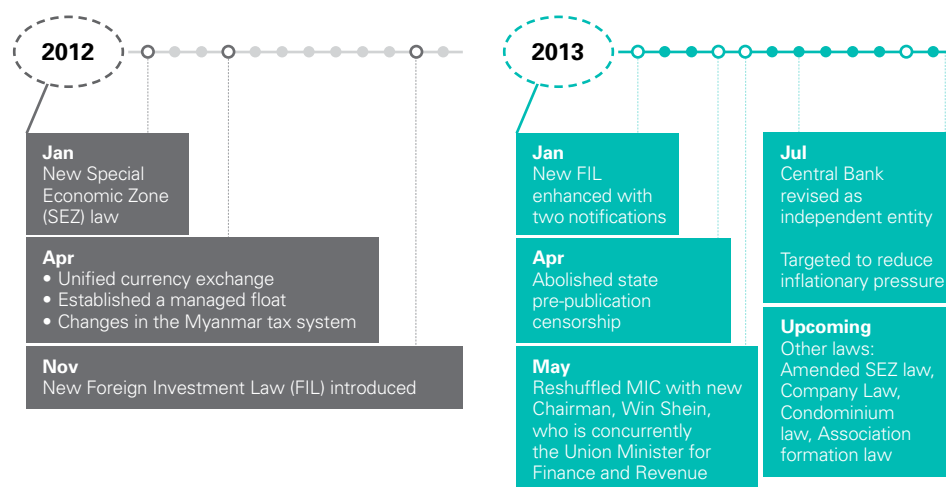 2012
Jan
New Special
Economic Zone
(SEZ) law
Apr
• Unified currency exchange
• Established a managed float
• Changes in the Myanmar tax system
Nov
New Foreign Investment Law (FIL) introduced
2013
Jan
New FIL
enhanced with
two notifications
Apr
Abolished state
pre-publication
censorship
May
Reshuffled MIC with new
Chairman, Win Shein,
who is concurrently
the Union Minister for
Finance and Revenue
Jul
Central Bank
revised as
independent entity
Targeted to reduce
inflationary pressure
Upcoming
Other laws:
Amended SEZ law,
Company Law,
Condominium
law, Association
formation law